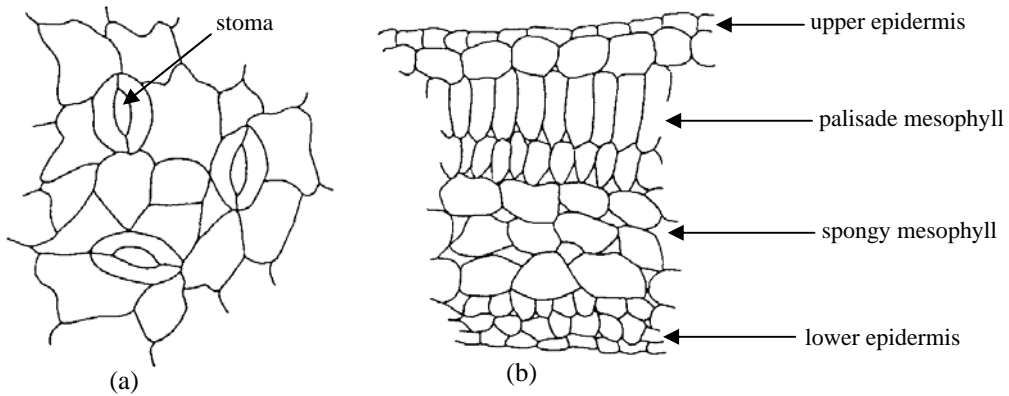 stoma
upper epidermis
palisade mesophyll
spongy mesophyll
lower epidermis
(a)
(b)